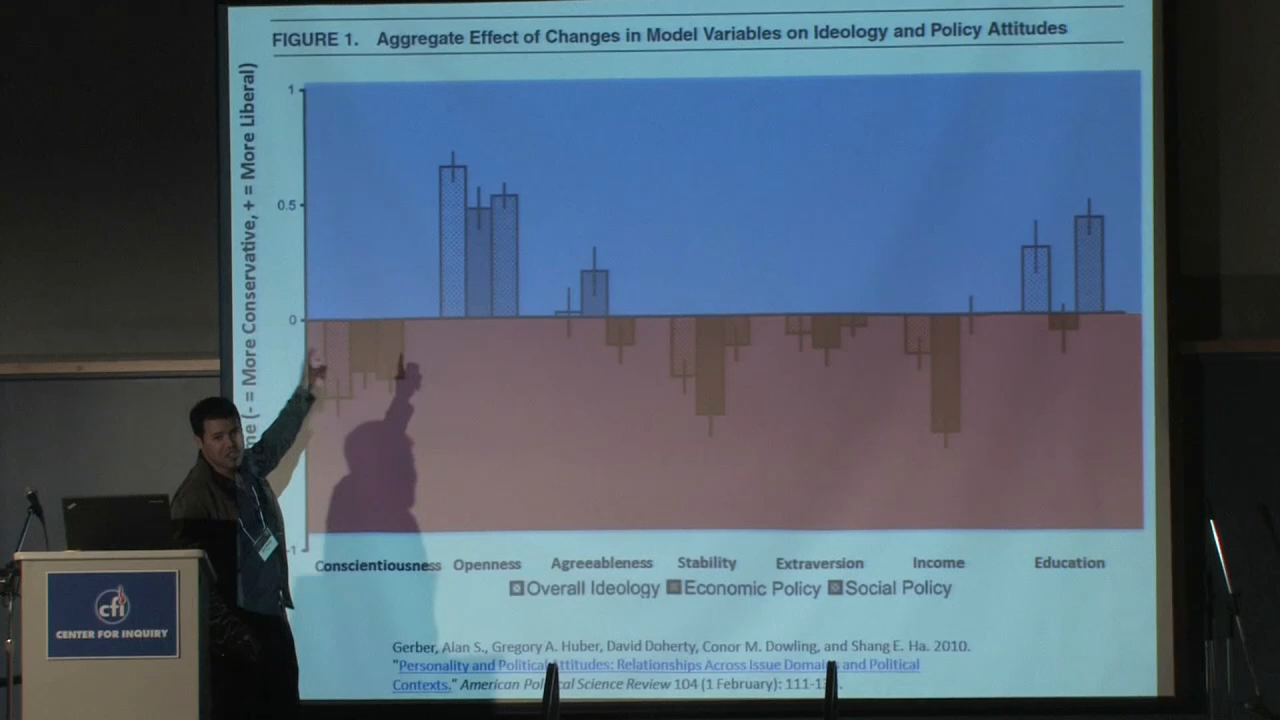 FIGURE 1. Aggregate Effect of Changes in Model Variables on Ideology and Policy Attitudes
(- = More Conservative, + = More Liberal)
1
0.5
0
-1
Conscientiousness Openness Agreeableness Stability Extraversion Income Education
Overall Ideology Economic Policy Social Policy
Gerber, Alan S., Gregory A. Huber, David Doherty, Conor M. Dowling, and Shang E. Ha. 2010.
"Personality and Political Attitudes: Relationships Across Issue Domains and Political
Contexts." American Political Science Review 104 (1 February): 111-
cfi
CENTER FOR INQUIRY